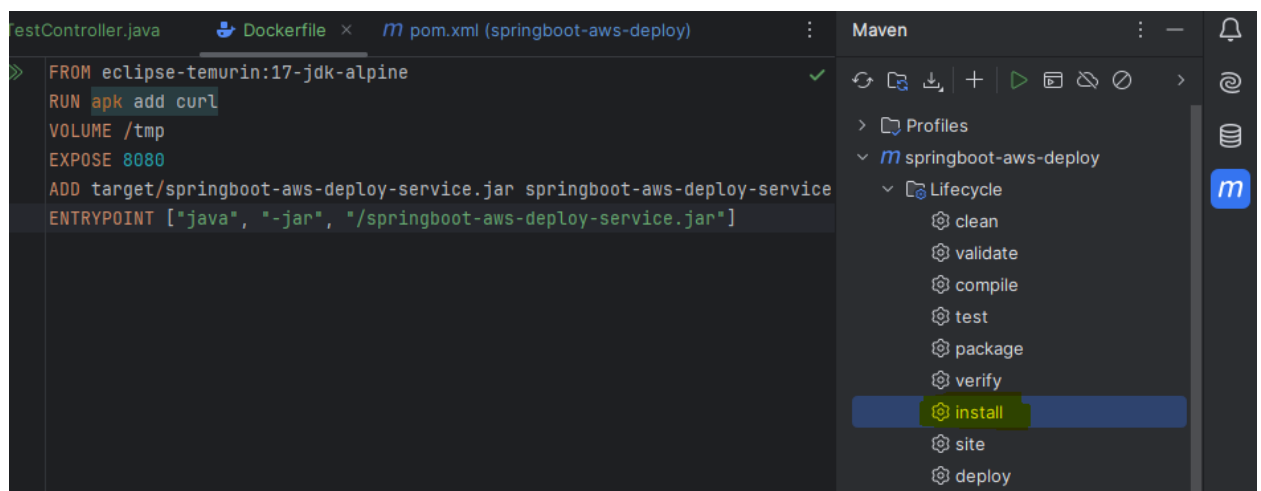 TestController.java Dockerfile × m pom.xml (springboot-aws-deploy)
FROM eclipse-temurin:17-jdk-alpine
RUN apk add curl
VOLUME /tmp
EXPOSE 8080
ADD target/springboot-aws-deploy-service.jar springboot-aws-deploy-service
ENTRYPOINT ["java", "-jar", "/springboot-aws-deploy-service.jar"]
Maven
Profiles
m springboot-aws-deploy
Lifecycle
clean
validate
compile
test
package
verify
install
site
deploy
m